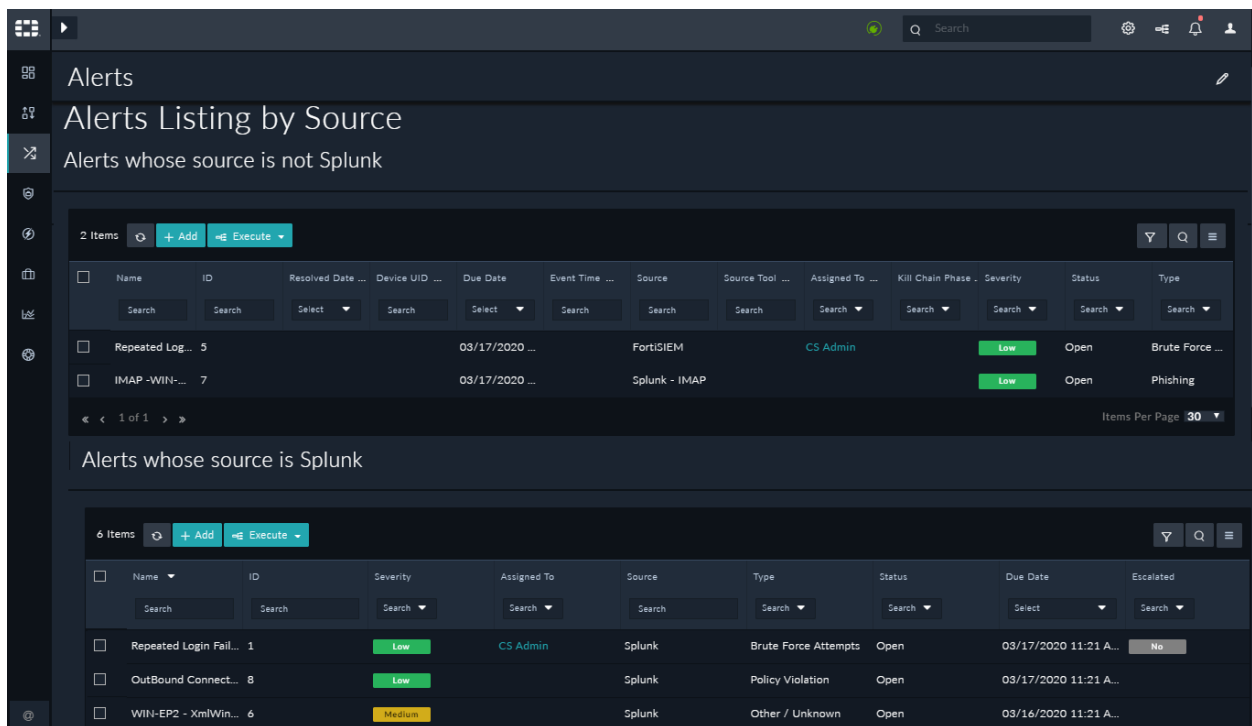 Search
Alerts
Alerts Listing by Source
Alerts whose source is not Splunk
2 Items + Add Execute
Name ID Resolved Date ... Device UID ... Due Date Event Time ... Source Source Tool ... Assigned To ... Kill Chain Phase . Severity Status Type
Search Search Select Search Select Search Search Search Search Search Search Search Search
Repeated Log... 5 03/17/2020 ... FortiSIEM CS Admin Low Open Brute Force ...
IMAP -WIN-... 7 03/17/2020 ... Splunk - IMAP Low Open Phishing
« ‹ 1 of 1 › » Items Per Page 30
Alerts whose source is Splunk
6 Items + Add Execute
Name ID Severity Assigned To Source Type Status Due Date Escalated
Search Search Search Search Search Search Search Select Search
Repeated Login Fail... 1 Low CS Admin Splunk Brute Force Attempts Open 03/17/2020 11:21 A... No
OutBound Connect... 8 Low Splunk Policy Violation Open 03/17/2020 11:21 A...
@ WIN-EP2 - XmlWin... 6 Medium Splunk Other / Unknown Open 03/16/2020 11:21 A...